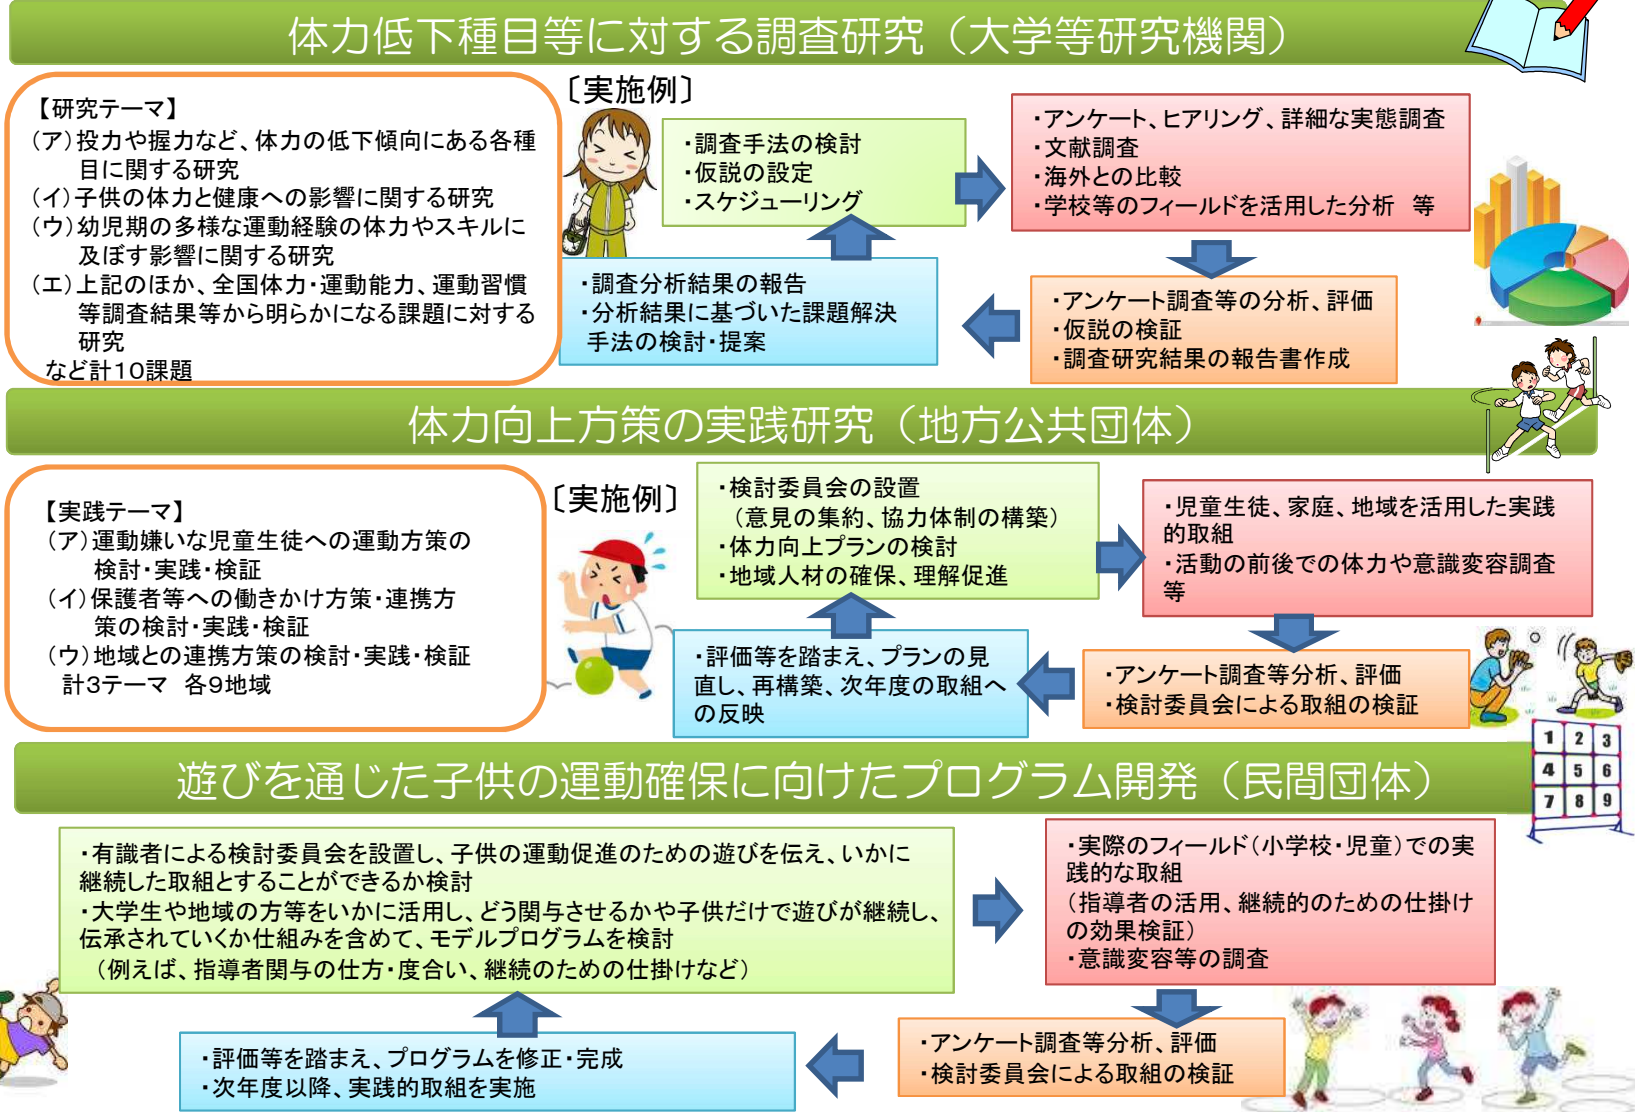 体力低下種目等に対する調査研究（大学等研究機関）
【研究テーマ】
（ア）投力や握力など、体力の低下傾向にある各種
目に関する研究
（イ）子供の体力と健康への影響に関する研究
（ウ）幼児期の多様な運動経験の体力やスキルに
及ぼす影響に関する研究
（エ）上記のほか、全国体力・運動能力、運動習慣
等調査結果等から明らかになる課題に対する
研究
など計１０課題
〔実施例〕
・調査手法の検討
・仮説の設定
・スケジューリング
・アンケート、ヒアリング、詳細な実態調査
・文献調査
・海外との比較
・学校等のフィールドを活用した分析　等
・アンケート調査等の分析、評価
・仮説の検証
・調査研究結果の報告書作成
・調査分析結果の報告
・分析結果に基づいた課題解決
手法の検討・提案
体力向上方策の実践研究（地方公共団体）
【実践テーマ】
（ア）運動嫌いな児童生徒への運動方策の
検討・実践・検証
（イ）保護者等への働きかけ方策・連携方
策の検討・実践・検証
（ウ）地域との連携方策の検討・実践・検証
計３テーマ　各９地域
〔実施例〕
・検討委員会の設置
（意見の集約、協力体制の構築）
・体力向上プランの検討
・地域人材の確保、理解促進
・児童生徒、家庭、地域を活用した実践
的取組
・活動の前後での体力や意識変容調査
等
・アンケート調査等分析、評価
・検討委員会による取組の検証
・評価等を踏まえ、プランの見
直し、再構築、次年度の取組へ
の反映
1 2 3
4 5 6
7 8 9
遊びを通じた子供の運動確保に向けたプログラム開発（民間団体）
・有識者による検討委員会を設置し、子供の運動促進のための遊びを伝え、いかに
継続した取組とすることができるか検討
・大学生や地域の方等をいかに活用し、どう関与させるかや子供だけで遊びが継続し、
伝承されていくか仕組みを含めて、モデルプログラムを検討
（例えば、指導者関与の仕方・度合い、継続のための仕掛けなど）
・実際のフィールド（小学校・児童）での実
践的な取組
（指導者の活用、継続的のための仕掛け
の効果検証）
・意識変容等の調査
・アンケート調査等分析、評価
・検討委員会による取組の検証
・評価等を踏まえ、プログラムを修正・完成
・次年度以降、実践的取組を実施